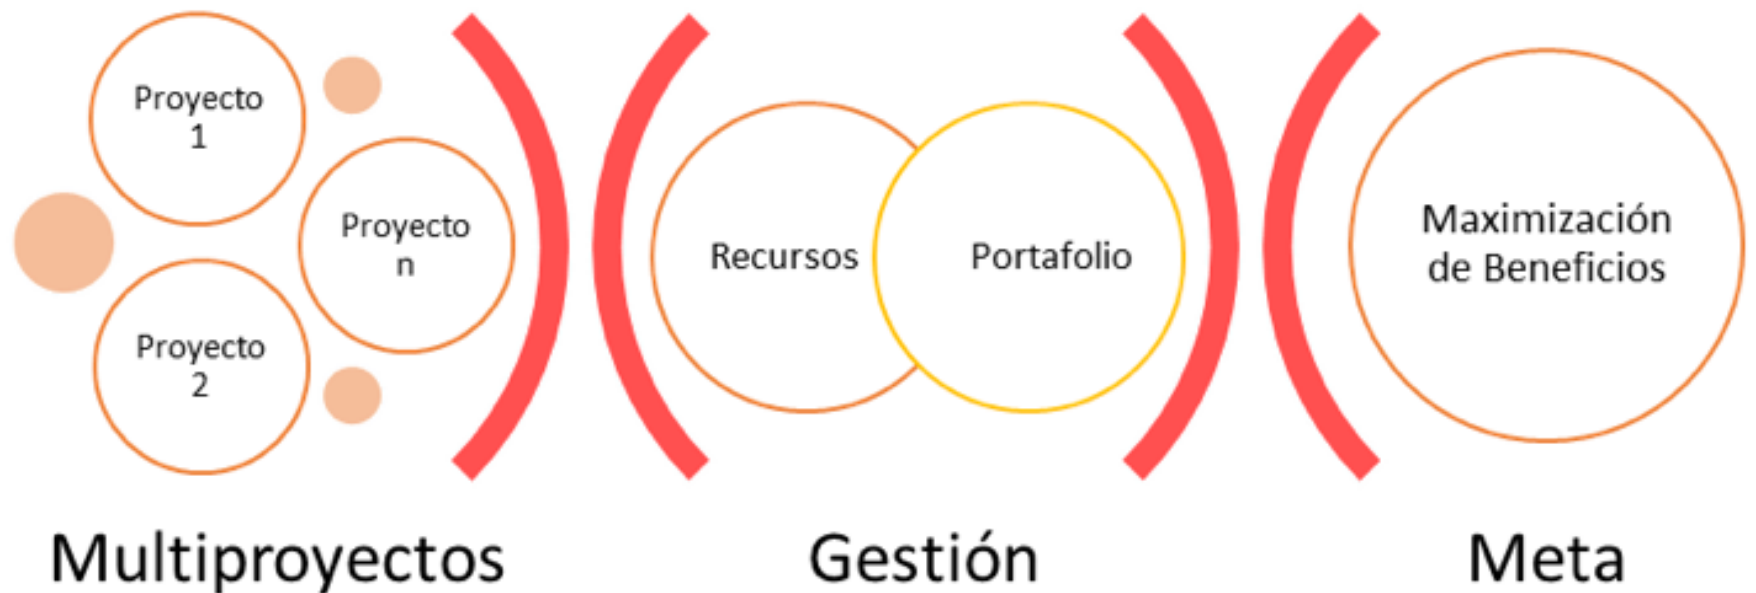 Proyecto
1
Proyecto
n
Proyecto
2
Recursos
Portafolio
Maximización
de Beneficios
Multiproyectos
Gestión
Meta